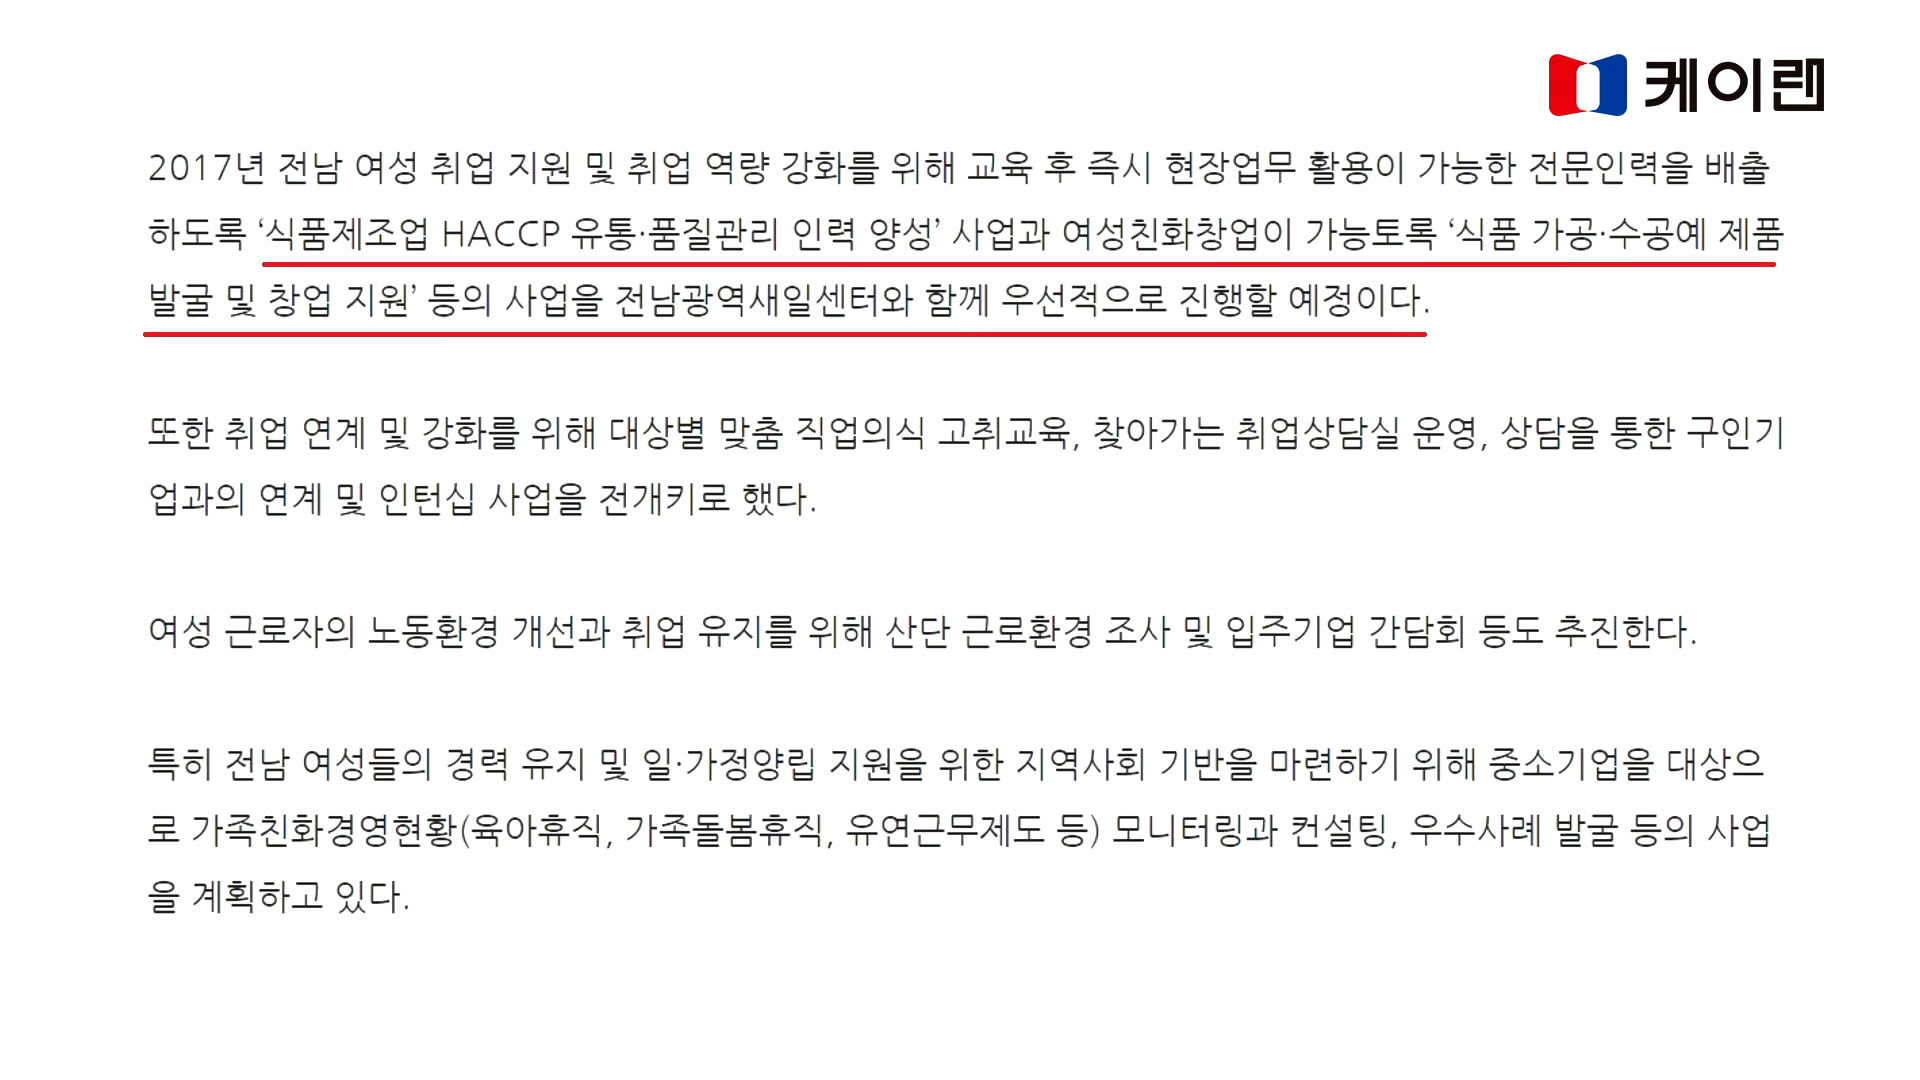 케이랜
2017년 전남 여성 취업 지원 및 취업 역량 강화를 위해 교육 후 즉시 현장업무 활용이 가능한 전문인력을 배출
하도록 ‘식품제조업 HACCP 유통·품질관리 인력 양성’ 사업과 여성친화창업이 가능토록 ‘식품 가공·수공예 제품
발굴 및 창업 지원’ 등의 사업을 전남광역새일센터와 함께 우선적으로 진행할 예정이다.
또한 취업 연계 및 강화를 위해 대상별 맞춤 직업의식 고취교육, 찾아가는 취업상담실 운영, 상담을 통한 구인기
업과의 연계 및 인턴십 사업을 전개키로 했다.
여성 근로자의 노동환경 개선과 취업 유지를 위해 산단 근로환경 조사 및 입주기업 간담회 등도 추진한다.
특히 전남 여성들의 경력 유지 및 일·가정양립 지원을 위한 지역사회 기반을 마련하기 위해 중소기업을 대상으
로 가족친화경영현황(육아휴직, 가족돌봄휴직, 유연근무제도 등) 모니터링과 컨설팅, 우수사례 발굴 등의 사업
을 계획하고 있다.